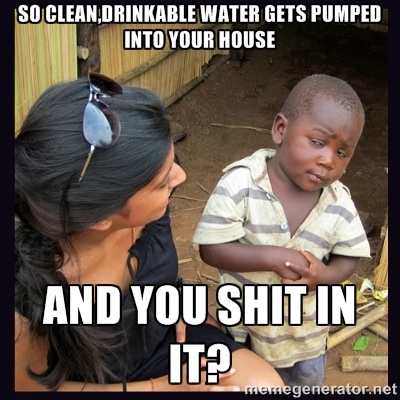 SO CLEAN,DRINKABLE WATER GETS PUMPED
INTO YOUR HOUSE
AND YOU SHIT IN
IT?
memegenerator.net